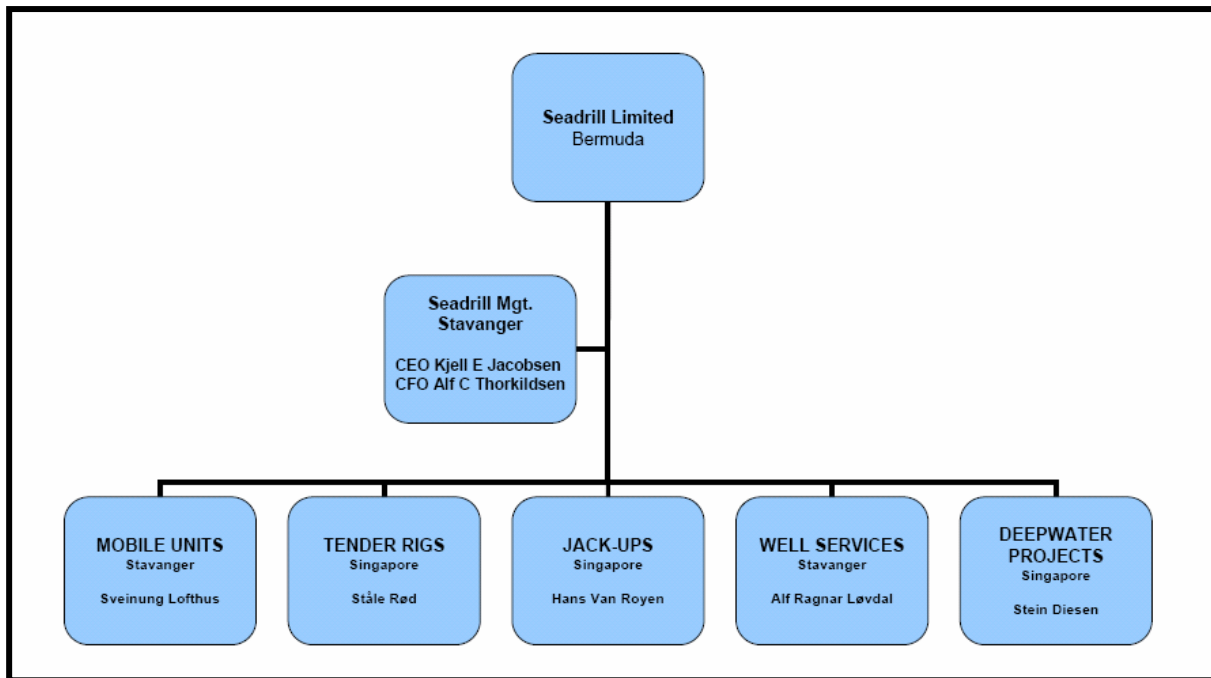 Seadrill Limited
Bermuda
Seadrill Mgt.
Stavanger
CEO Kjell E Jacobsen
CFO Alf C Thorkildsen
MOBILE UNITS
Stavanger
Sveinung Lofthus
TENDER RIGS
Singapore
Ståle Rød
JACK-UPS
Singapore
Hans Van Royen
WELL SERVICES
Stavanger
Alf Ragnar Løvdal
DEEPWATER
PROJECTS
Singapore
Stein Diesen